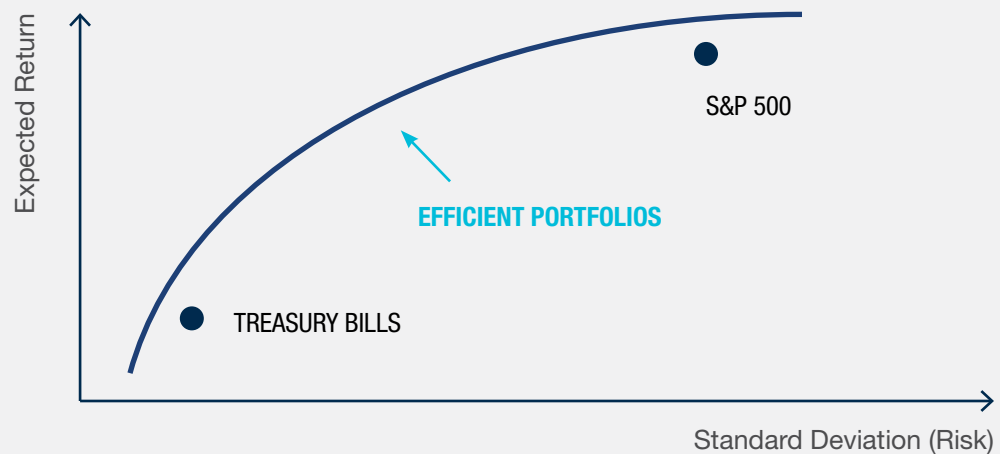 Expected Return
S&P 500
EFFICIENT PORTFOLIOS
TREASURY BILLS
Standard Deviation (Risk)